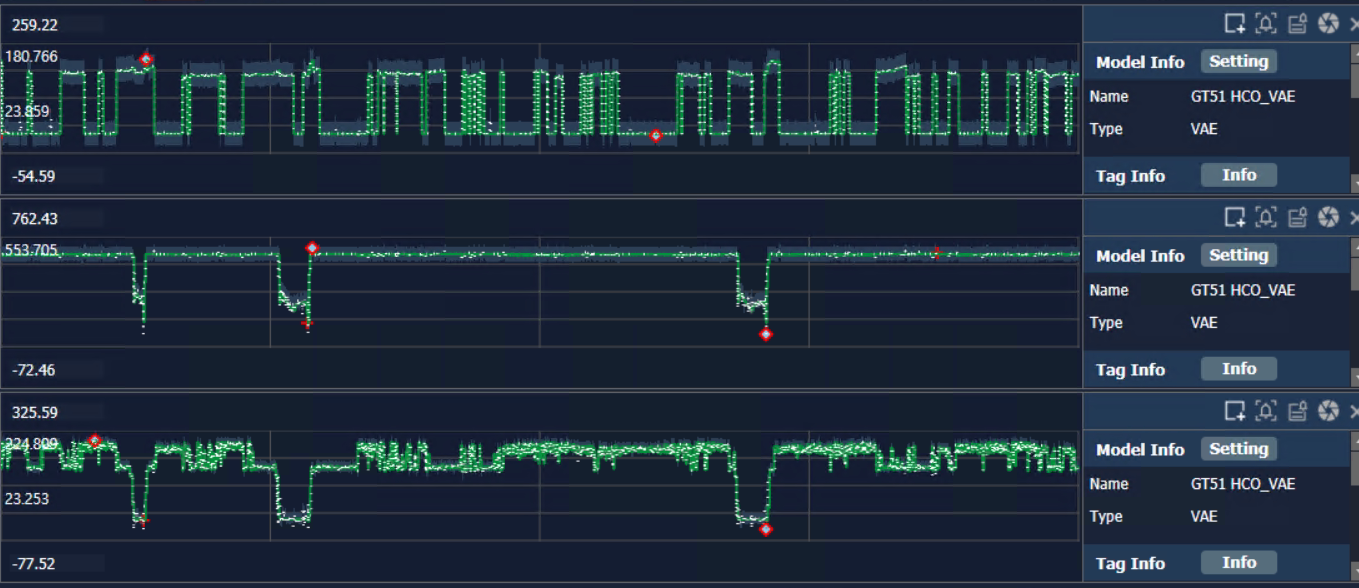 259.22
180.766
23.859
-54.59
Model Info Setting
Name GT51 HCO_VAE
Type VAE
Tag Info Info
762.43
553.705
-72.46
Model Info Setting
Name GT51 HCO_VAE
Type VAE
Tag Info Info
325.59
224.809
23.253
-77.52
Model Info Setting
Name GT51 HCO_VAE
Type VAE
Tag Info Info